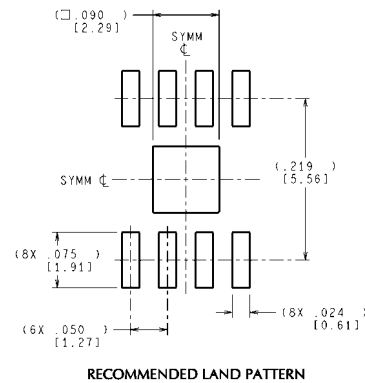 (□.090 )
[2.29]
SYMM
℄
(.219 )
[5.56]
SYMM ℄
(8X .075 )
[1.91]
(6X .050 )
[1.27]
(8X .024 )
[0.61]
RECOMMENDED LAND PATTERN